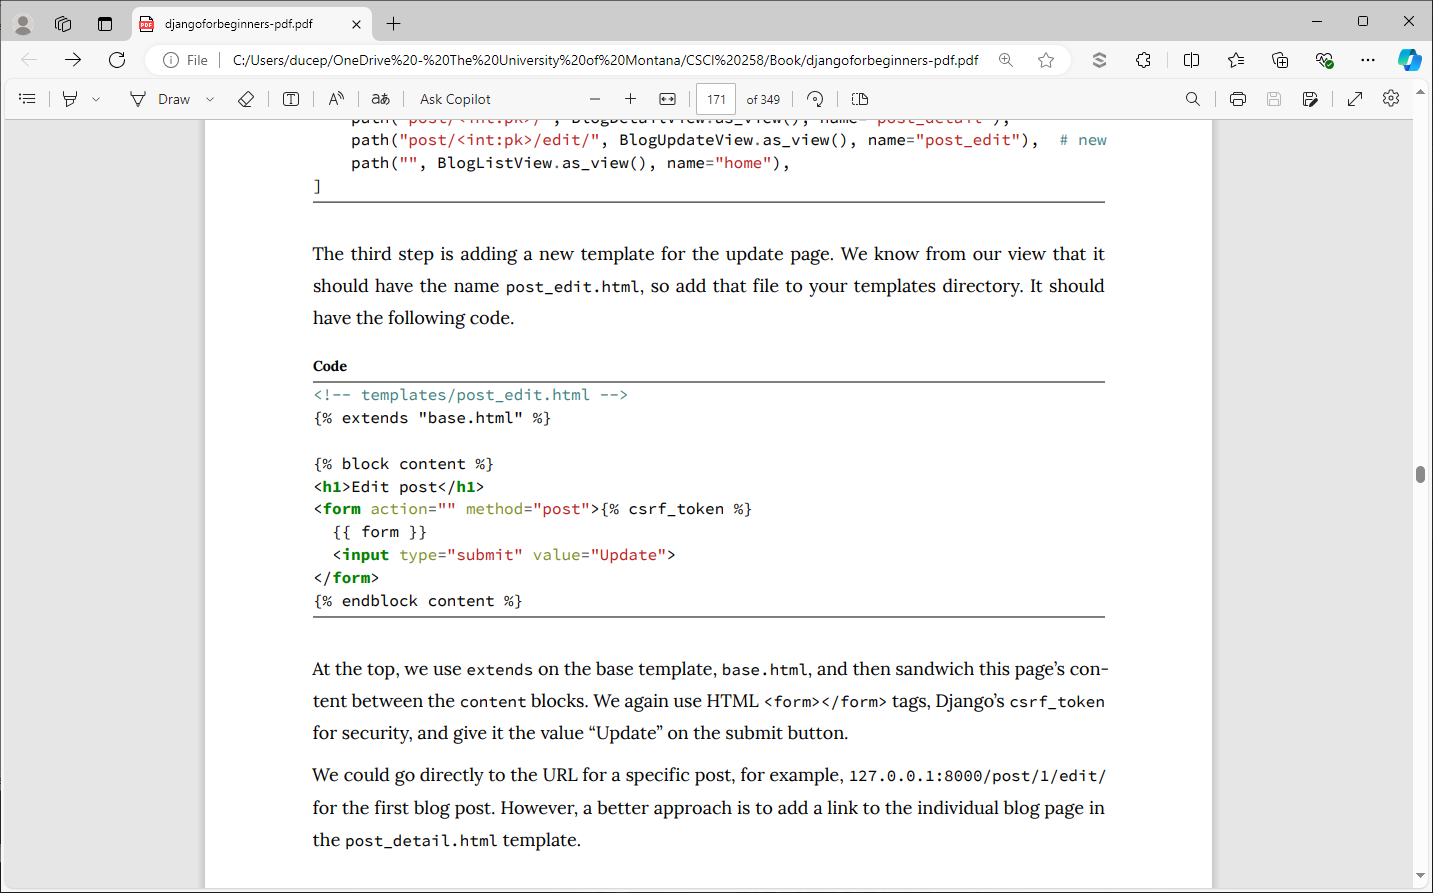 djangoforbeginners-pdf.pdf
File
C:/Users/ducep/OneDrive%20-%20The%20University%20of%20Montana/CSCI%20258/Book/djangoforbeginners-pdf.pdf
Draw
Ask Copilot
171 of 349
path("post/<int:pk>/", BlogDetailView.as_view(), name="post_detail"),
path("post/<int:pk>/edit/", BlogUpdateView.as_view(), name="post_edit"),  # new
path("", BlogListView.as_view(), name="home"),
]
The third step is adding a new template for the update page. We know from our view that it
should have the name post_edit.html, so add that file to your templates directory. It should
have the following code.
Code
<!-- templates/post_edit.html -->
{% extends "base.html" %}
{% block content %}
<h1>Edit post</h1>
<form action="" method="post">{% csrf_token %}
{{ form }}
<input type="submit" value="Update">
</form>
{% endblock content %}
At the top, we use extends on the base template, base.html, and then sandwich this page’s con-
tent between the content blocks. We again use HTML <form></form> tags, Django’s csrf_token
for security, and give it the value “Update” on the submit button.
We could go directly to the URL for a specific post, for example, 127.0.0.1:8000/post/1/edit/
for the first blog post. However, a better approach is to add a link to the individual blog page in
the post_detail.html template.